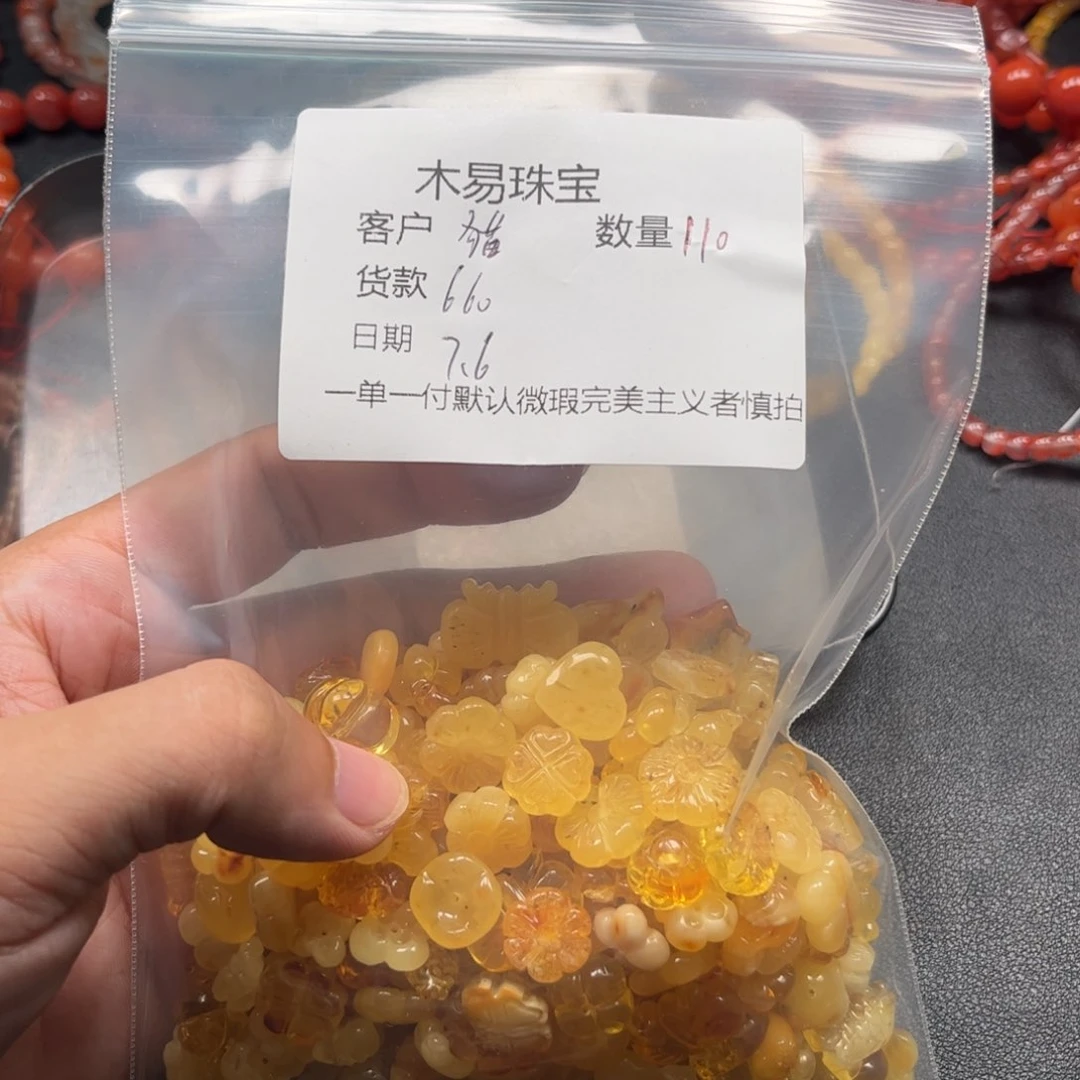 木易珠宝
客户 猫 数量 110
货款 660
日期 7.6
一单一付默认微瑕完美主义者慎拍